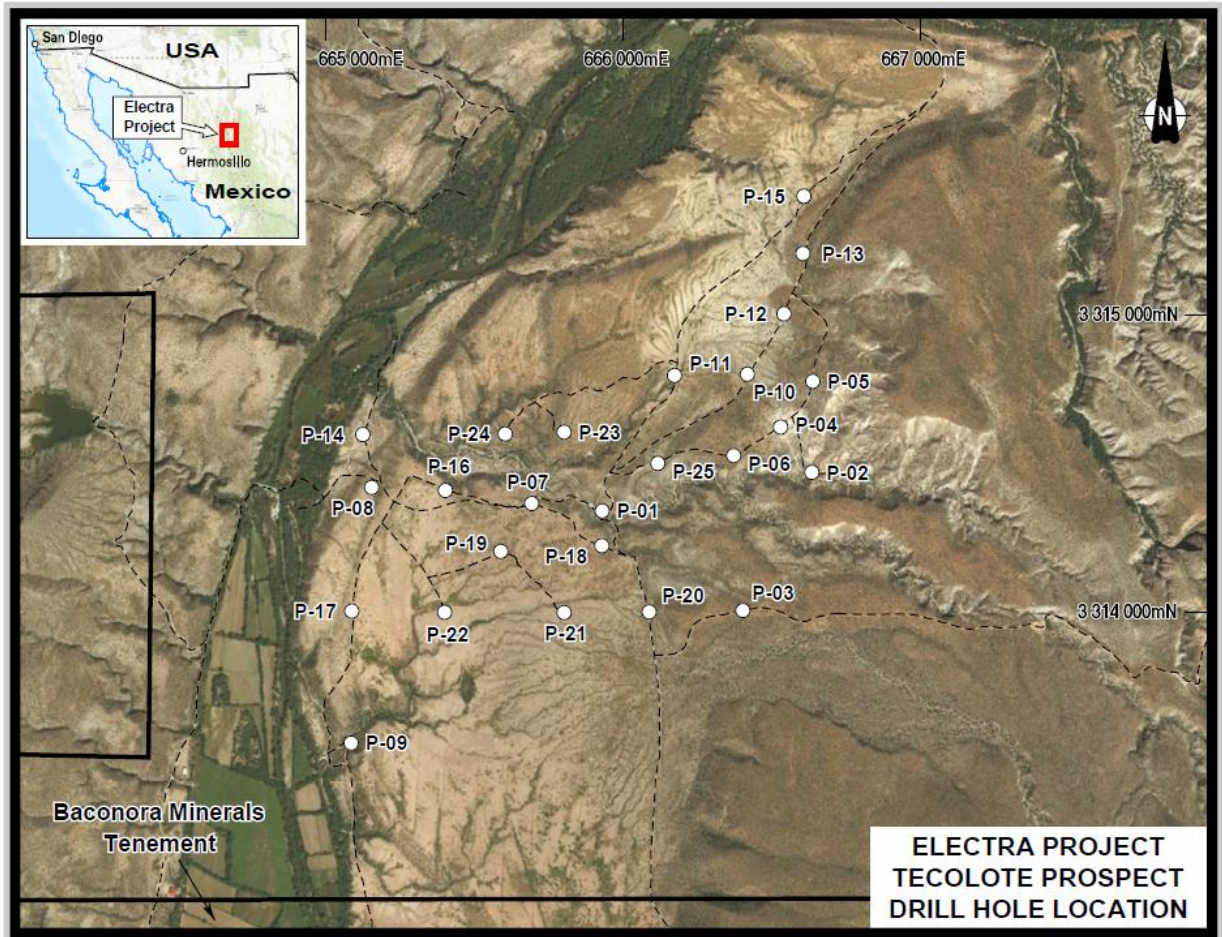 San Diego
USA
Electra
Project
Hermosillo
Mexico
665 000mE
666 000mE
667 000mE
N
P-15
P-13
P-12
3 315 000mN
P-11
P-10
P-05
P-14
P-24
P-23
P-04
P-16
P-07
P-25
P-06
P-02
P-08
P-01
P-19
P-18
P-17
P-22
P-21
P-20
P-03
3 314 000mN
P-09
Baconora Minerals
Tenement
ELECTRA PROJECT
TECOLOTE PROSPECT
DRILL HOLE LOCATION